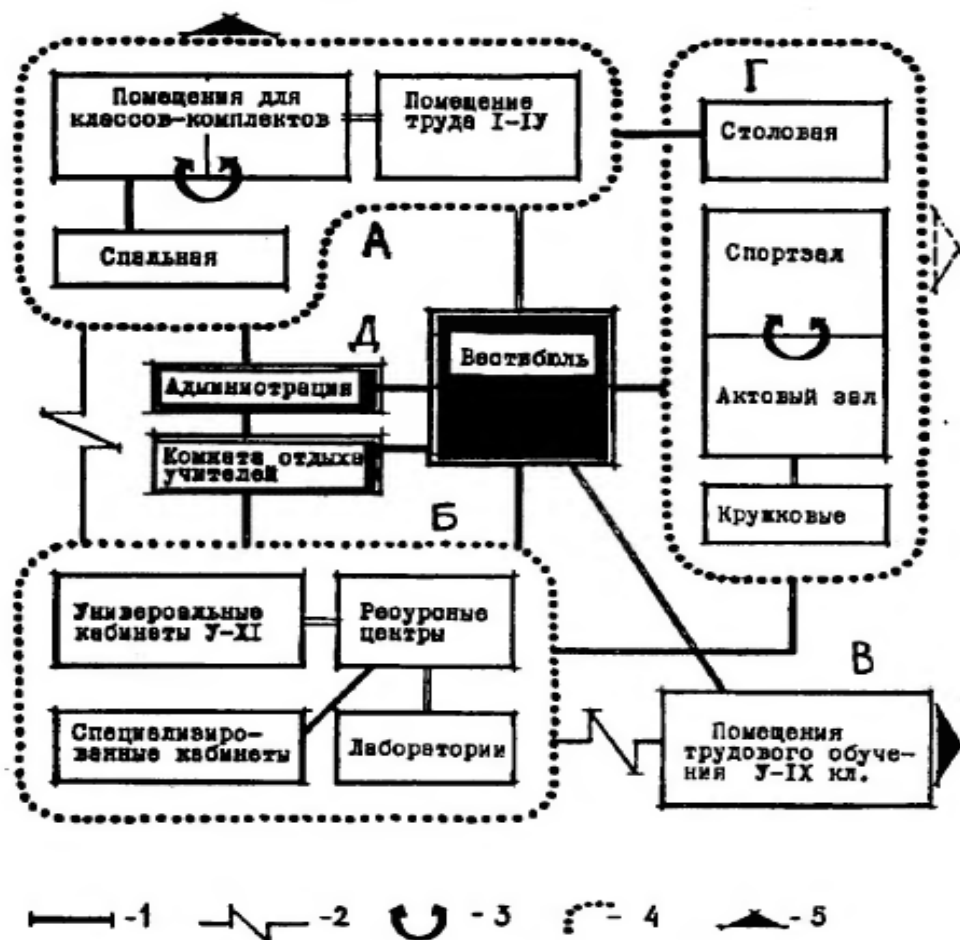 Помещения для
классов-комплектов
Помещение
труда I-IУ
Г
Столовая
Спальная
А
Спортзал
Д
Вестибюль
Администрация
Актовый зал
Комната отдыха
учителей
Б
Кружковые
Универсальные
кабинеты У-XI
Ресурсные
центры
В
Специализиро-
ванные кабинеты
Лаборатории
Помещения
трудового обуче-
ния У-IX кл.
-1
-2
- 3
- 4
- 5